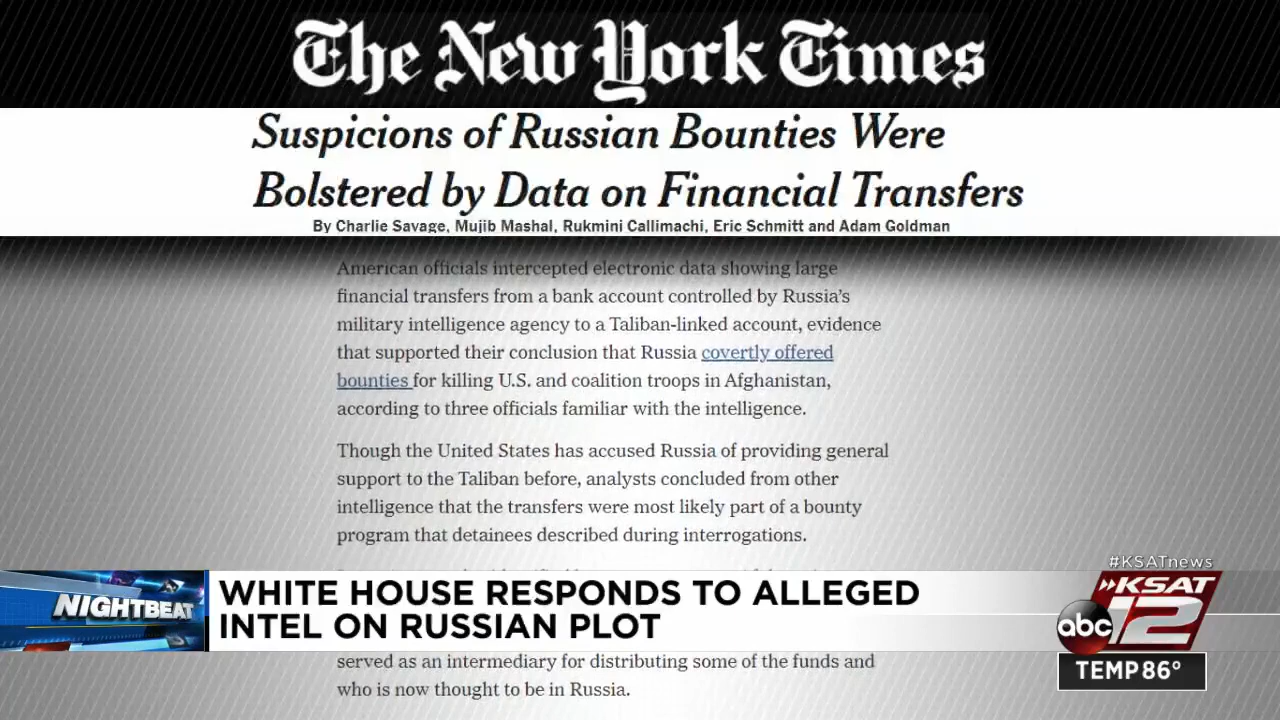 The New York Times
Suspicions of Russian Bounties Were
Bolstered by Data on Financial Transfers
By Charlie Savage, Mujib Mashal, Rukmini Callimachi, Eric Schmitt and Adam Goldman
American officials intercepted electronic data showing large
financial transfers from a bank account controlled by Russia's
military intelligence agency to a Taliban-linked account, evidence
that supported their conclusion that Russia covertly offered
bounties for killing U.S. and coalition troops in Afghanistan,
according to three officials familiar with the intelligence.
Though the United States has accused Russia of providing general
support to the Taliban before, analysts concluded from other
intelligence that the transfers were most likely part of a bounty
program that detainees described during interrogations.
#KSATnews
NIGHTBEAT
WHITE HOUSE RESPONDS TO ALLEGED
INTEL ON RUSSIAN PLOT
KSAT
abc 12
TEMP 86°
served as an intermediary for distributing some of the funds and
who is now thought to be in Russia.